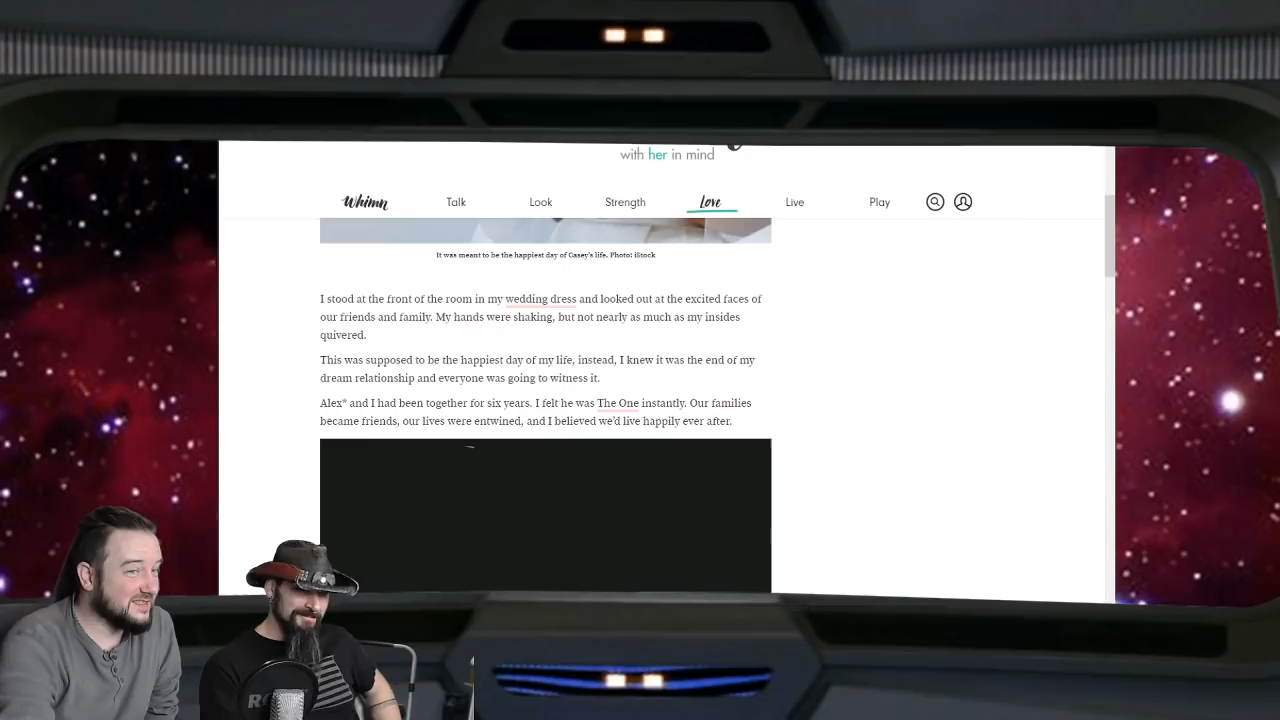 with her in mind
Whimn Talk Look Strength Love Live Play
It was meant to be the happiest day of Casey's life. Photo: iStock
I stood at the front of the room in my wedding dress and looked out at the excited faces of
our friends and family. My hands were shaking, but not nearly as much as my insides
quivered.
This was supposed to be the happiest day of my life, instead, I knew it was the end of my
dream relationship and everyone was going to witness it.
Alex* and I had been together for six years. I felt he was The One instantly. Our families
became friends, our lives were entwined, and I believed we'd live happily ever after.